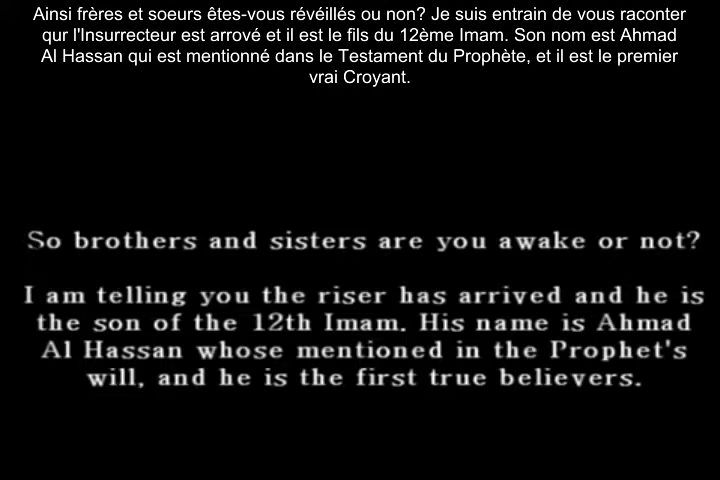 Ainsi frères et soeurs êtes-vous révéillés ou non? Je suis entrain de vous raconter
qur l'Insurrecteur est arrové et il est le fils du 12ème Imam. Son nom est Ahmad
Al Hassan qui est mentionné dans le Testament du Prophète, et il est le premier
vrai Croyant.
So brothers and sisters are you awake or not?
I am telling you the riser has arrived and he is
the son of the 12th Imam. His name is Ahmad
Al Hassan whose mentioned in the Prophet's
will, and he is the first true believers.